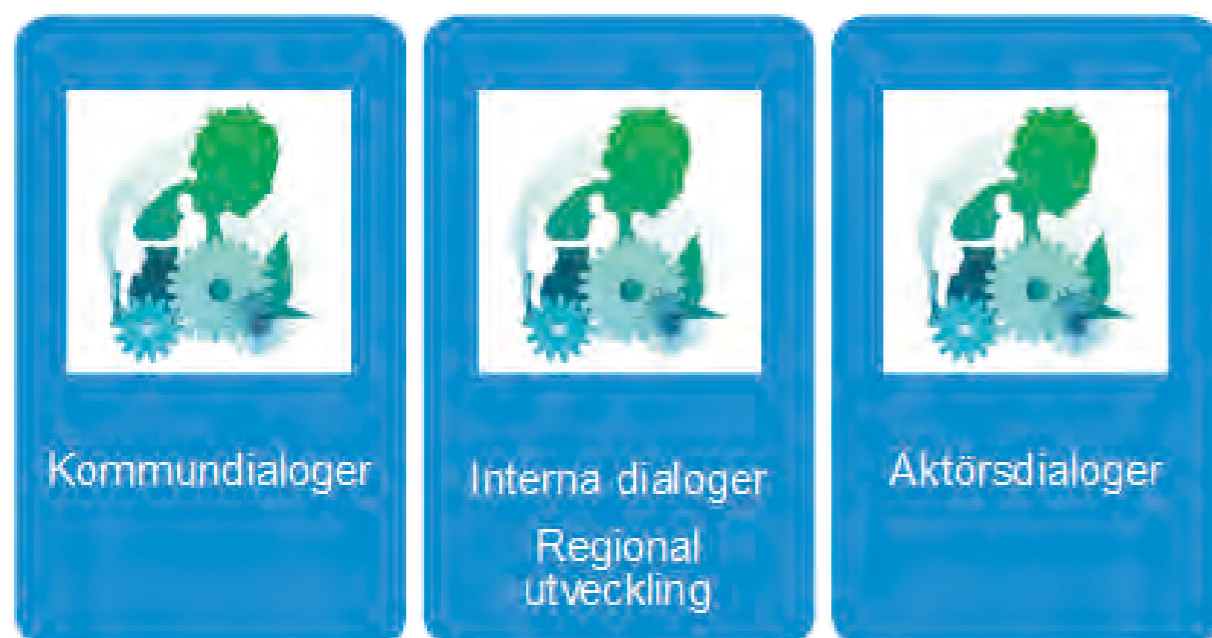 Kommundialoger
Interna dialoger
Regional
utveckling
Aktörsdialoger